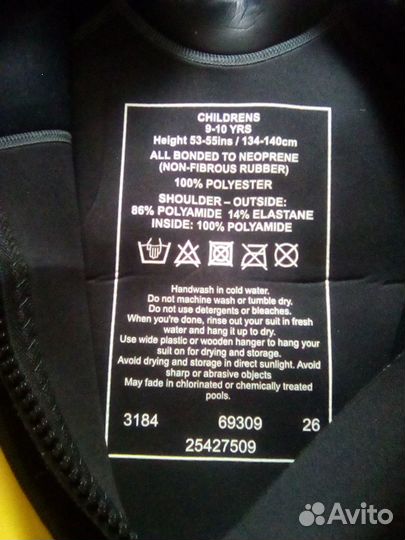 CHILDRENS
9-10 YRS
Height 53-55ins / 134-140cm
ALL BONDED TO NEOPRENE
(NON-FIBROUS RUBBER)
100% POLYESTER
SHOULDER – OUTSIDE:
86% POLYAMIDE 14% ELASTANE
INSIDE: 100% POLYAMIDE
Handwash in cold water.
Do not machine wash or tumble dry.
Do not use detergents or bleaches.
When you're done, rinse out your suit in fresh
water and hang it up to dry.
Use wide plastic or wooden hanger to hang your
suit on for drying and storage.
Avoid drying and storage in direct sunlight. Avoid
sharp or abrasive objects
May fade in chlorinated or chemically treated
pools.
3184 69309 26
25427509
Avito